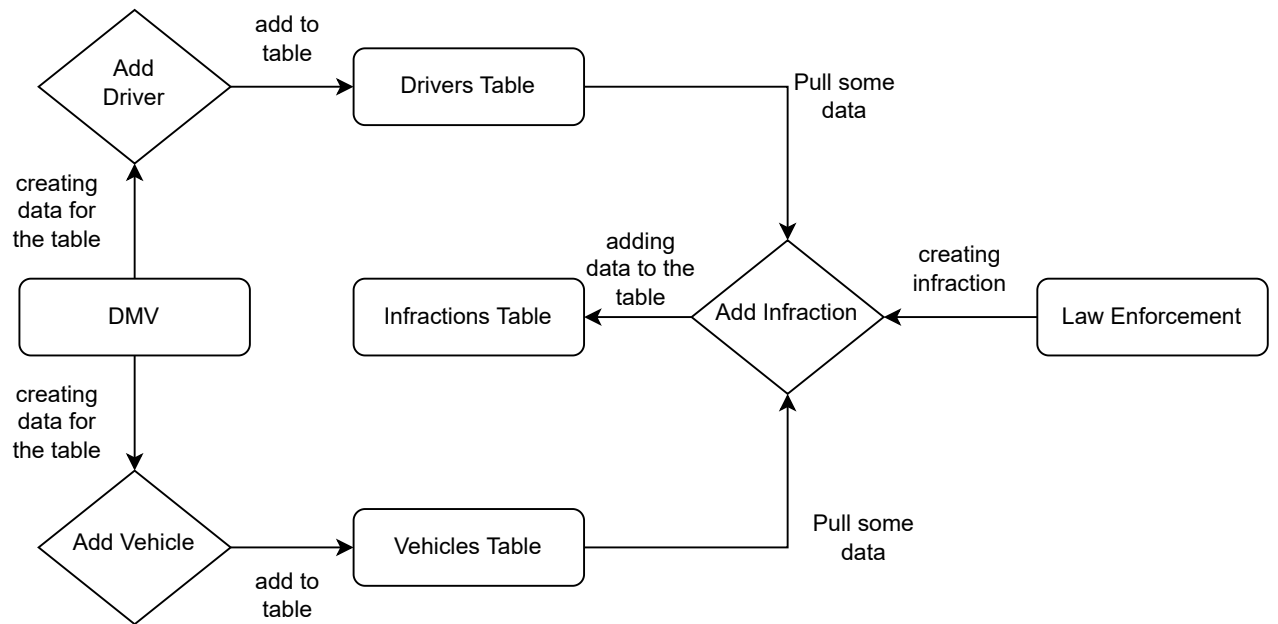 add to
table
Add
Driver
Drivers Table
Pull some
data
creating
data for
the table
adding
data to the
table
creating
infraction
DMV
Infractions Table
Add Infraction
Law Enforcement
creating
data for
the table
Add Vehicle
Vehicles Table
Pull some
data
add to
table